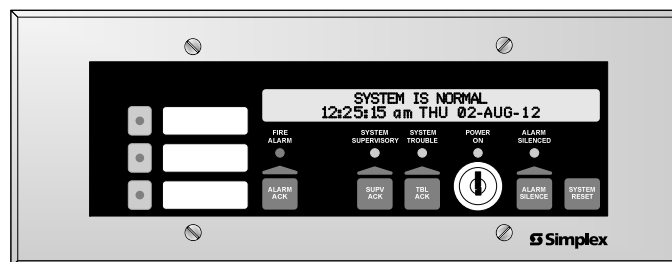 SYSTEM IS NORMAL
12:25:15 am THU 02-AUG-12
FIRE ALARM
SYSTEM SUPERVISORY
SYSTEM TROUBLE
POWER ON
ALARM SILENCED
ALARM ACK
SUPV ACK
TBL ACK
ALARM SILENCE
SYSTEM RESET
Simplex